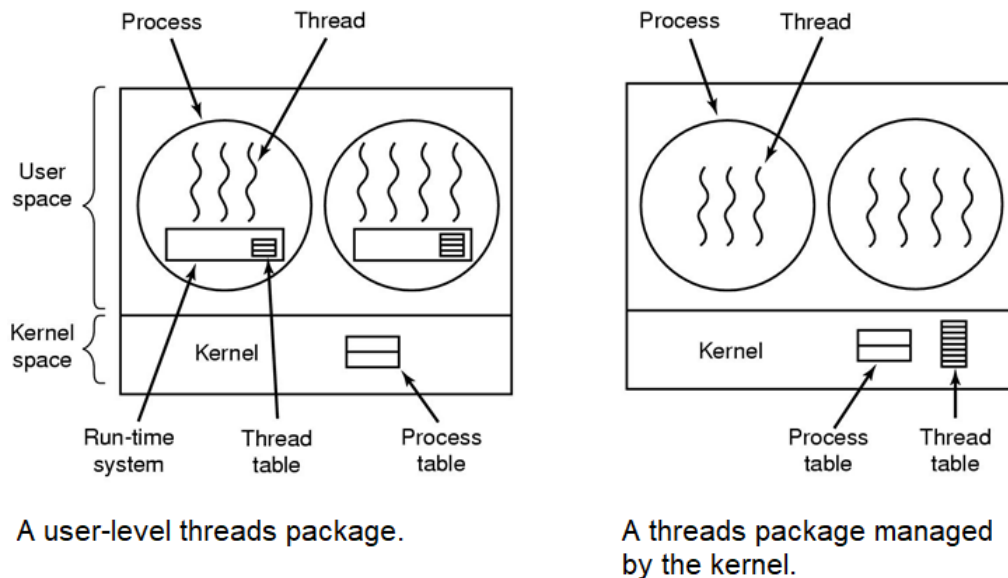 Process
Thread
User
space
Kernel
space
Kernel
Run-time
system
Thread
table
Process
table
A user-level threads package.
Process
Thread
Kernel
Process
table
Thread
table
A threads package managed
by the kernel.